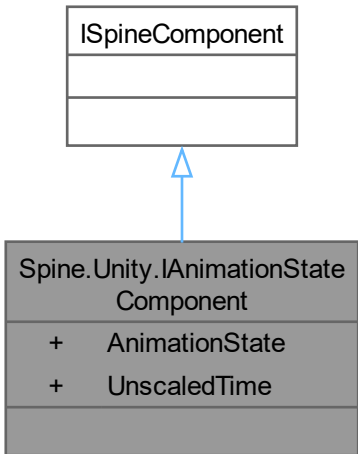 ISpineComponent
Spine.Unity.IAnimationState
Component
+ AnimationState
+ UnscaledTime